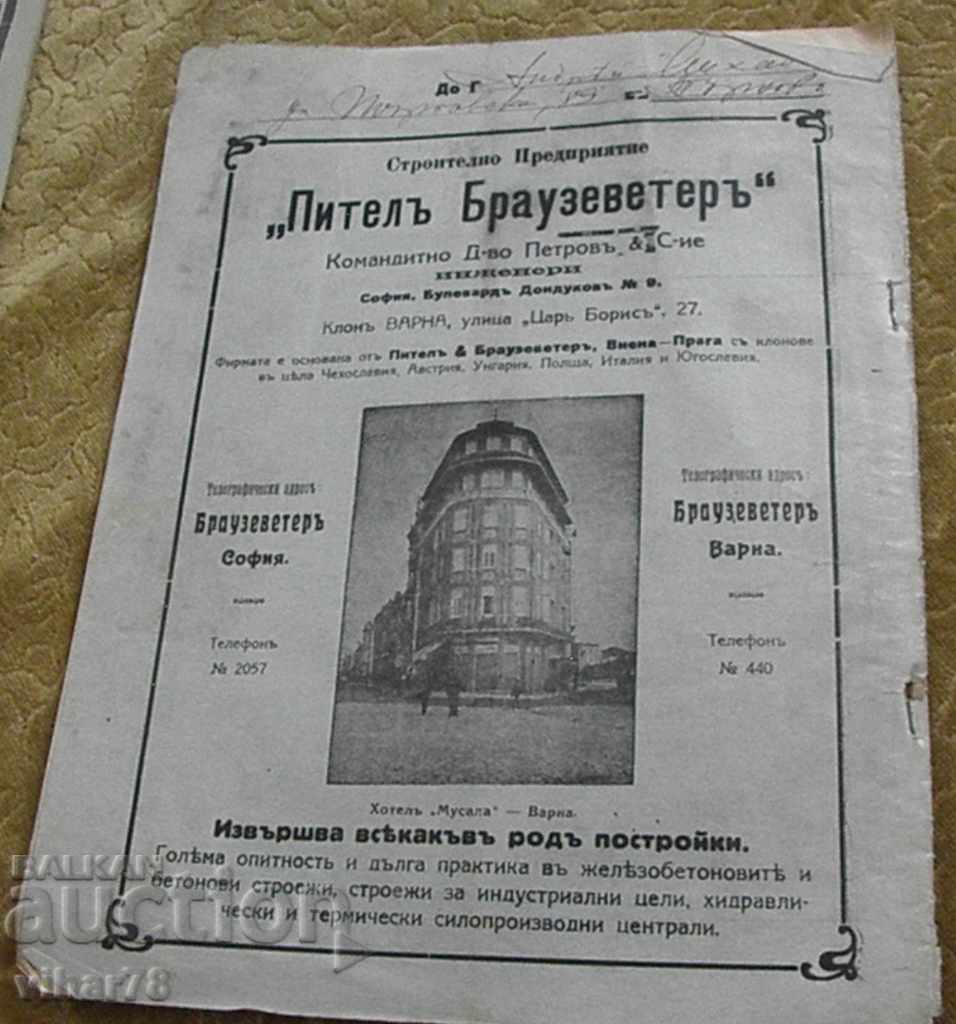 До Г
Строително Предприятие
„Пителъ Браузеветеръ“
Командитно Д-во Петровъ & С-ие
инженери
София, Булевардъ Дондуковъ № 9.
Клонъ ВАРНА, улица „Царь Борисъ“, 27.
Фирмата е основана отъ Пителъ & Браузеветеръ, Виена—Прага съ клонове
въ цѣла Чехославия, Австрия, Унгария, Полша, Италия и Югославия.
Телеграфически адресъ:
Браузеветеръ
София.
Телефонъ
№ 2057
Телеграфически адресъ:
Браузеветеръ
Варна.
Телефонъ
№ 440
Хотелъ „Мусала“ — Варна.
Извършва всѣкакъвъ родъ постройки.
Голѣма опитность и дълга практика въ желѣзобетоновитѣ и
бетонови строежи, строежи за индустриални цели, хидравли-
чески и термически силопроизводни централи.
BALKAN
auction
vihar78